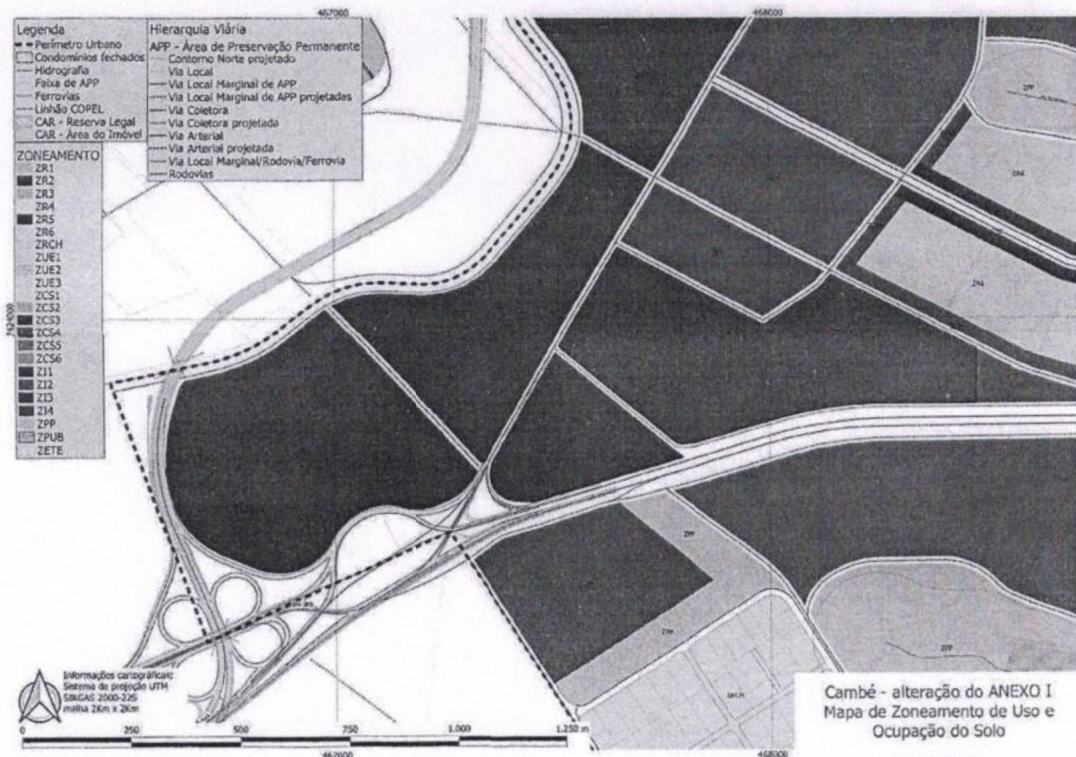 467000
468000
Legenda
Perímetro Urbano
Condomínios fechados
Hidrografia
Faixa de APP
Ferrovias
Linhão COPEL
CAR - Reserva Legal
CAR - Área do Imóvel
Hierarquia Viária
APP - Área de Preservação Permanente
Contorno Norte projetado
Via Local
Via Local Marginal de APP
Via Local Marginal de APP projetadas
Via Coletora
Via Coletora projetada
Via Arterial
Via Arterial projetada
Via Local Marginal/Rodovia/Ferrovia
Rodovias
ZONEAMENTO
ZR1
ZR2
ZR3
ZR4
ZR5
ZR6
ZRCH
ZUE1
ZUE2
ZUE3
ZCS1
ZCS2
ZCS3
ZCS4
ZCS5
ZCS6
ZI1
ZI2
ZI3
ZI4
ZPP
ZPUB
ZETE
7424000
ZPP
ZPP
ZPP
ZPP
Informações cartográficas:
Sistema de projeção UTM
SIRGAS 2000-22S
malha 2Km x 2Km
0 250 500 750 1.000 1.250 m
467000
468000
Cambé - alteração do ANEXO I
Mapa de Zoneamento de Uso e
Ocupação do Solo